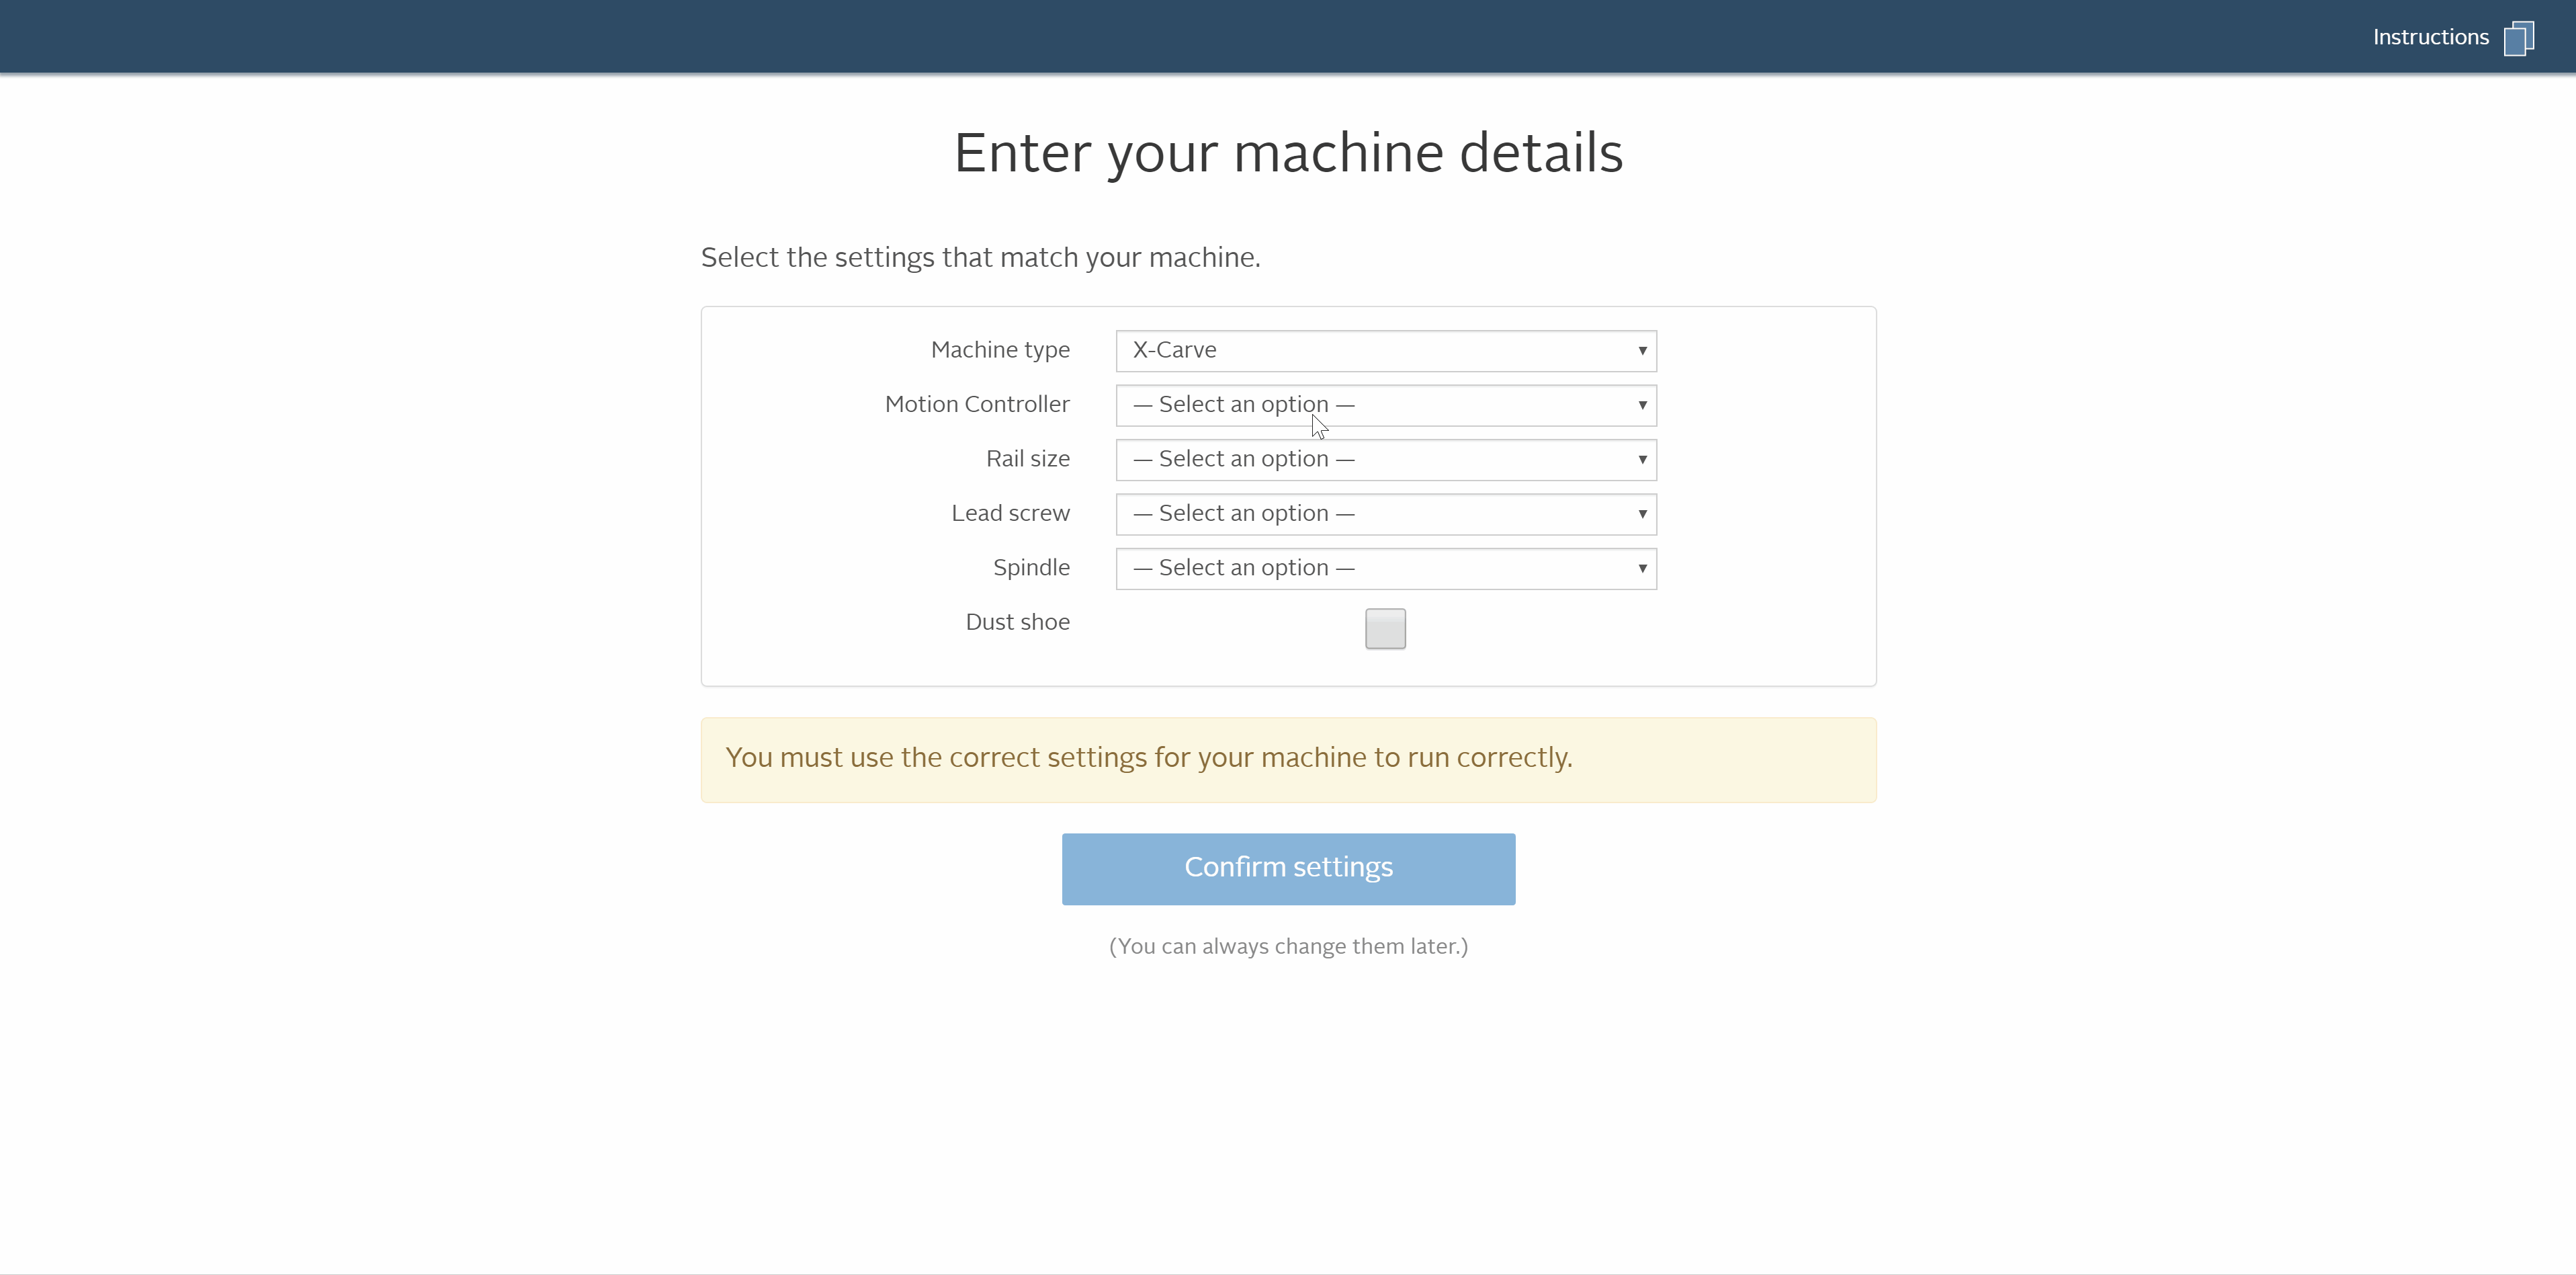 Instructions
Enter your machine details
Select the settings that match your machine.
Machine type X-Carve
Motion Controller — Select an option —
Rail size — Select an option —
Lead screw — Select an option —
Spindle — Select an option —
Dust shoe
You must use the correct settings for your machine to run correctly.
Confirm settings
(You can always change them later.)